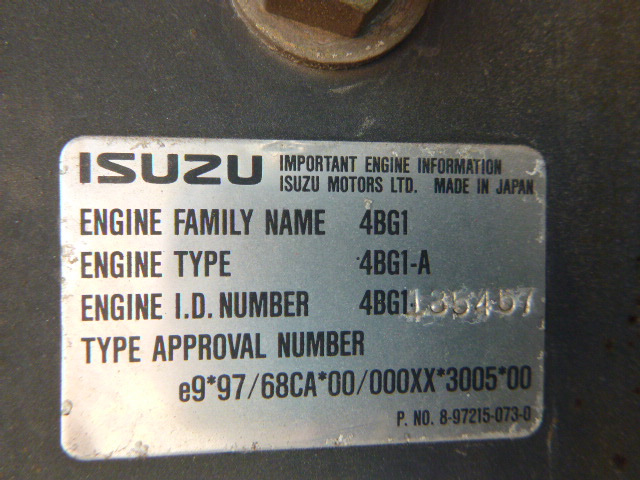 ISUZU IMPORTANT ENGINE INFORMATION
ISUZU MOTORS LTD. MADE IN JAPAN
ENGINE FAMILY NAME 4BG1
ENGINE TYPE 4BG1-A
ENGINE I.D. NUMBER 4BG1-135457
TYPE APPROVAL NUMBER
e9*97/68CA*00/000XX*3005*00
P. NO. 8-97215-073-0